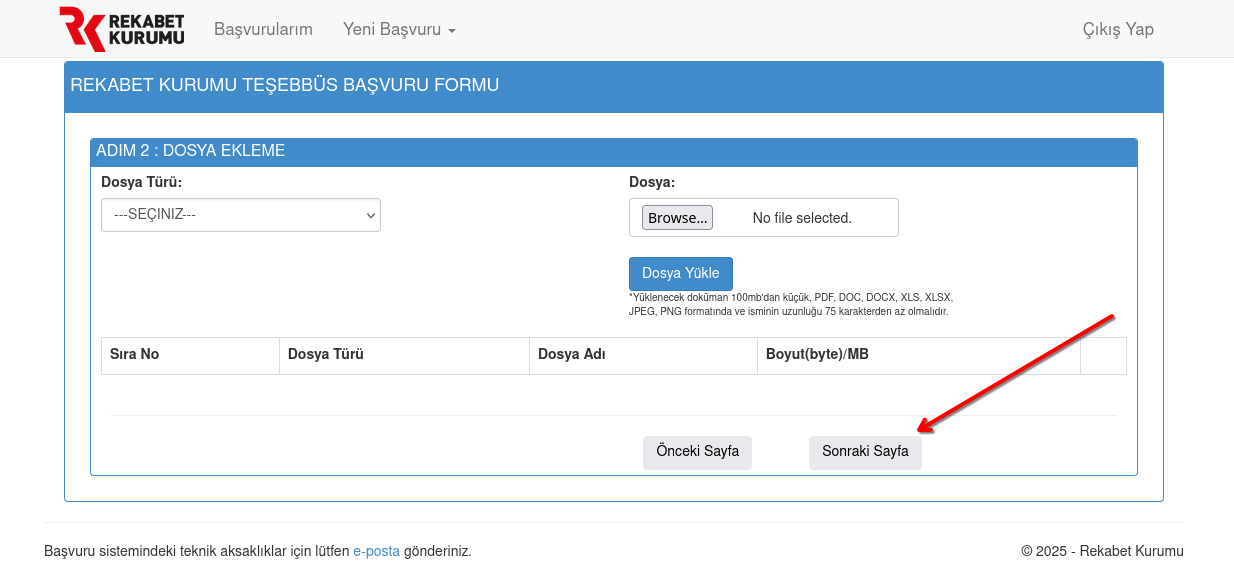 REKABET
KURUMU
Başvurularım
Yeni Başvuru
Çıkış Yap
REKABET KURUMU TEŞEBBÜS BAŞVURU FORMU
ADIM 2 : DOSYA EKLEME
Dosya Türü:
Dosya:
---SEÇINIZ---
Browse... No file selected.
Dosya Yükle
*Yüklenecek doküman 100mb'dan küçük, PDF, DOC, DOCX, XLS, XLSX,
JPEG, PNG formatında ve isminin uzunluğu 75 karakterden az olmalıdır.
Sıra No Dosya Türü Dosya Adı Boyut(byte)/MB
Önceki Sayfa
Sonraki Sayfa
Başvuru sistemindeki teknik aksaklıklar için lütfen e-posta gönderiniz.
© 2025 - Rekabet Kurumu